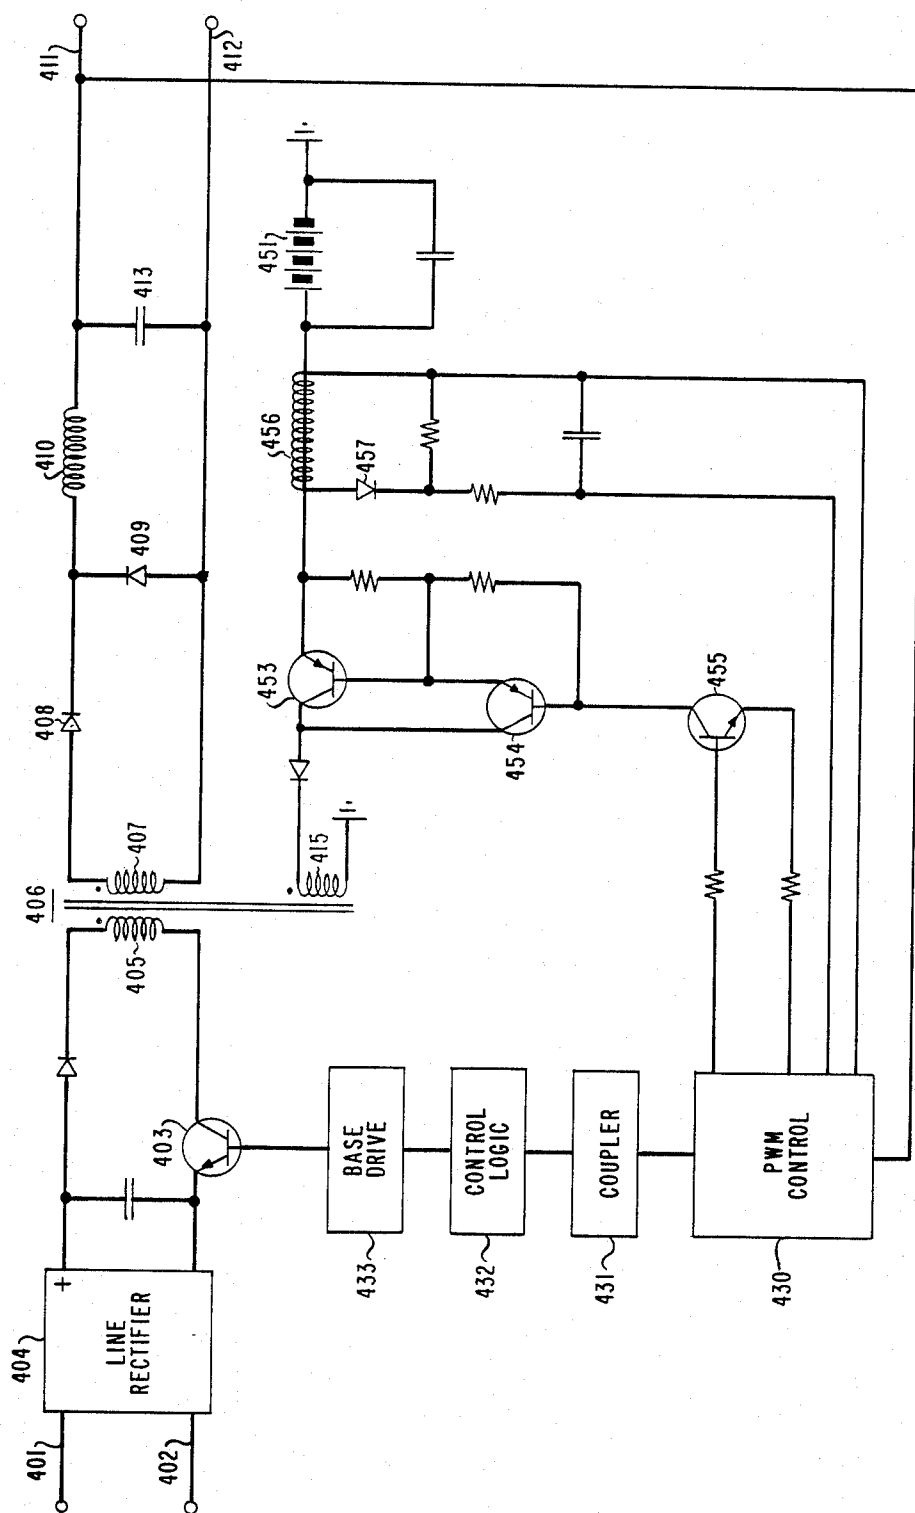 401
402
404
LINE
RECTIFIER
+
403
405
406
407
408
409
410
413
411
412
415
453
454
455
456
457
451
433
BASE
DRIVE
432
CONTROL
LOGIC
431
COUPLER
430
PWM
CONTROL